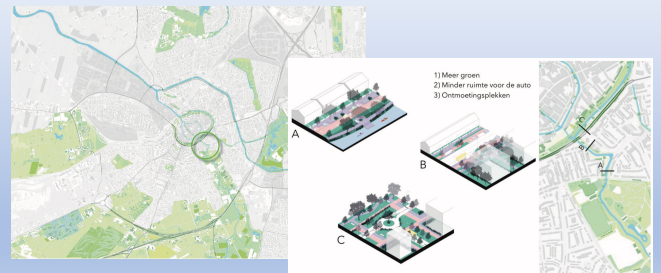 1) Meer groen
2) Minder ruimte voor de auto
3) Ontmoetingsplekken
A
B
C
C
B
A